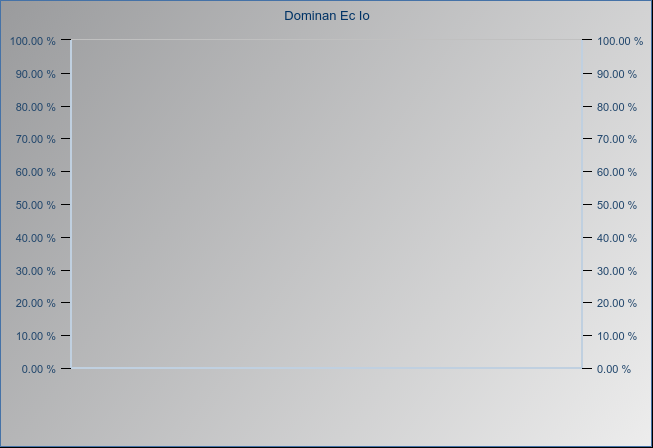 Dominan Ec Io
100.00 % 100.00 %
90.00 % 90.00 %
80.00 % 80.00 %
70.00 % 70.00 %
60.00 % 60.00 %
50.00 % 50.00 %
40.00 % 40.00 %
30.00 % 30.00 %
20.00 % 20.00 %
10.00 % 10.00 %
0.00 % 0.00 %